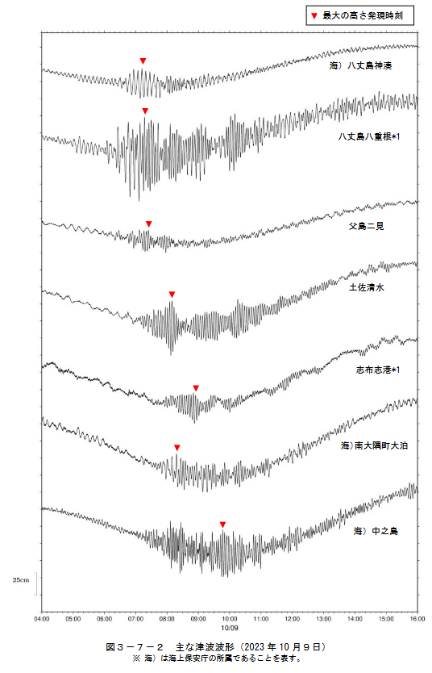 ▼ 最大の高さ発現時刻
海）八丈島神湊
八丈島八重根*1
父島二見
土佐清水
志布志港*1
海)南大隅町大泊
海）中之島
25cm
04:00 05:00 06:00 07:00 08:00 09:00 10:00 11:00 12:00 13:00 14:00 15:00 16:00
10/09
図３－７－２ 主な津波波形（2023 年 10 月９日）
※ 海）は海上保安庁の所属であることを表す。